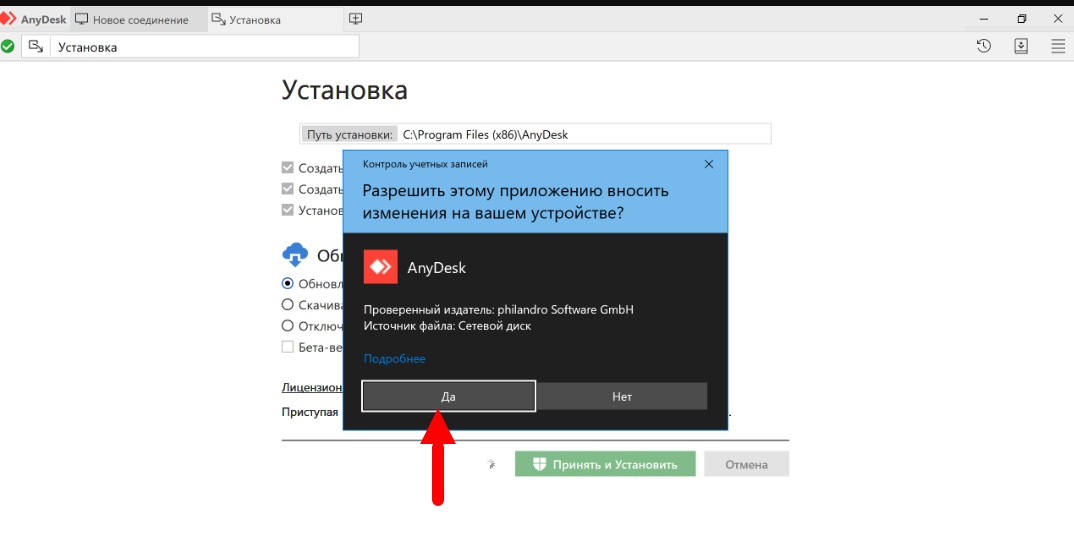 AnyDesk
Новое соединение
Установка
Установка
Установка
Путь установки: C:\Program Files (x86)\AnyDesk
Создать
Создать
Контроль учетных записей
Разрешить этому приложению вносить
изменения на вашем устройстве?
AnyDesk
Проверенный издатель: philandro Software GmbH
Источник файла: Сетевой диск
Подробнее
Да
Нет
Установ
Об
Обновл
Скачива
Отключ
Бета-ве
Лицензион
Приступая
Принять и Установить
Отмена